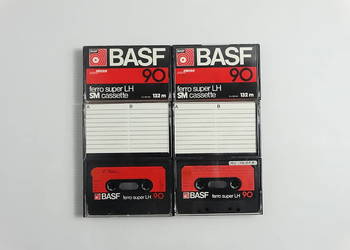 BASF
90
ferro super LH
SM cassette 132 m
BASF
90
ferro super LH
SM cassette 132 m
A B
A B
BASF ferro super LH 90
BASF ferro super LH 90